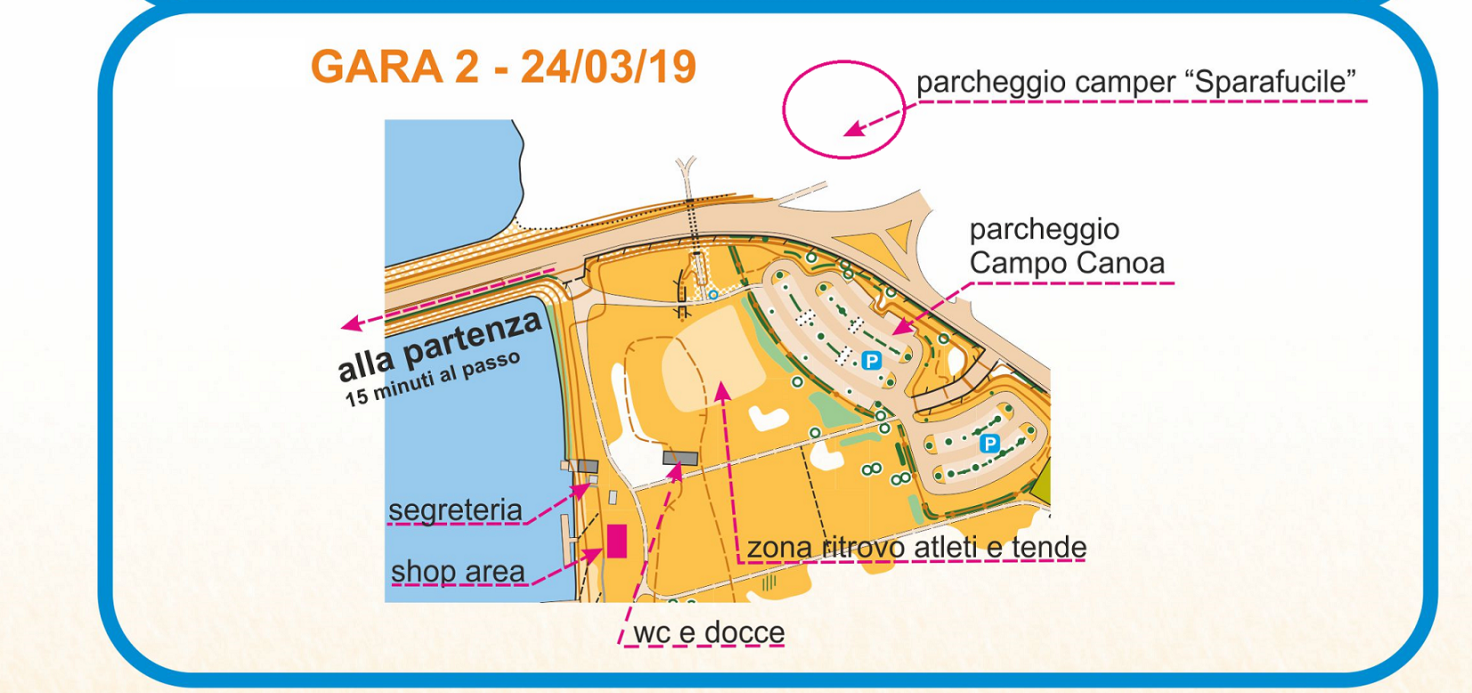 GARA 2 - 24/03/19
parcheggio camper “Sparafucile”
parcheggio
Campo Canoa
alla partenza
15 minuti al passo
P
P
segreteria
zona ritrovo atleti e tende
shop area
wc e docce